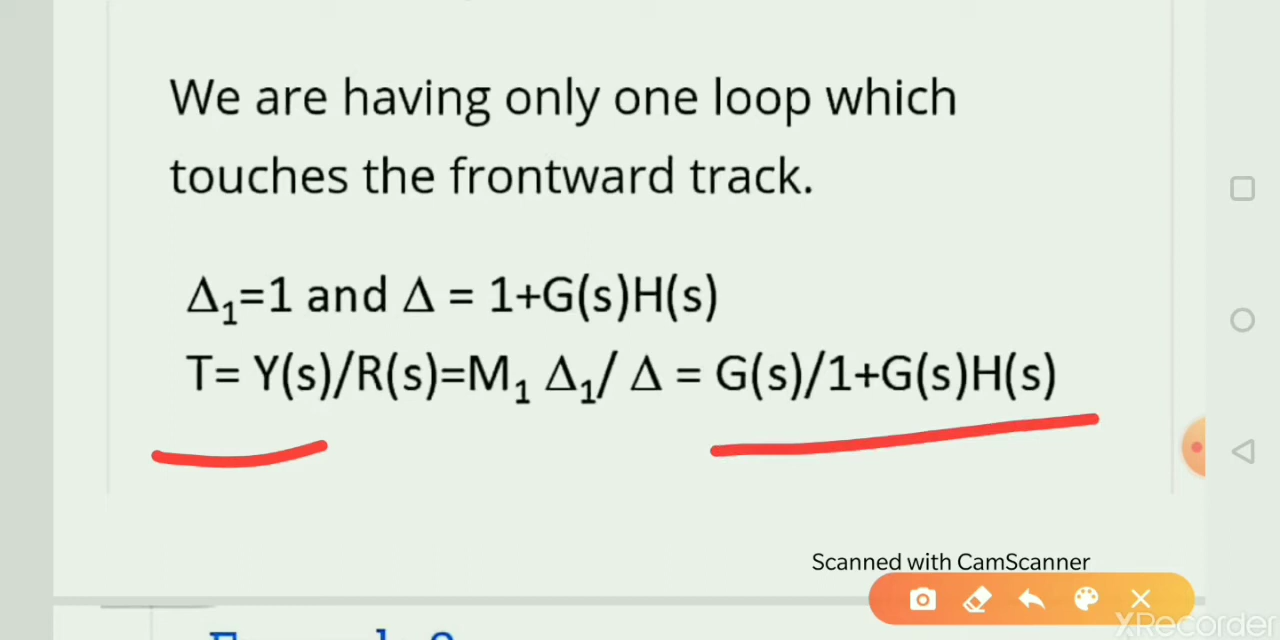 We are having only one loop which
touches the frontward track.
Δ₁=1 and Δ = 1+G(s)H(s)
T= Y(s)/R(s)=M₁ Δ₁/ Δ = G(s)/1+G(s)H(s)
Scanned with CamScanner
XRecorder